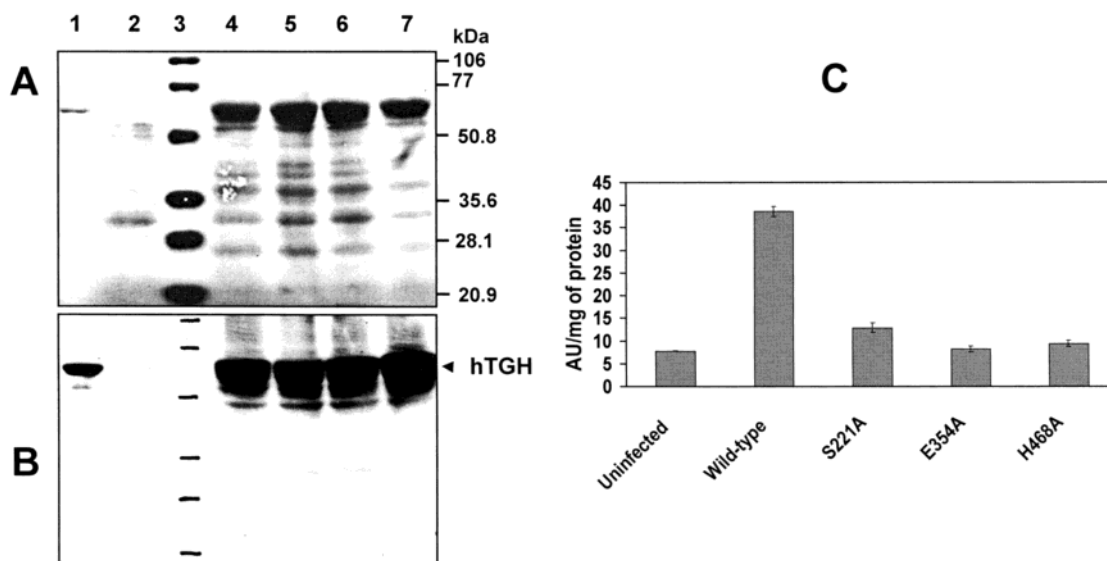 1 2 3 4 5 6 7
kDa
A
106
77
50.8
35.6
28.1
20.9
B
hTGH
C
AU/mg of protein
45
40
35
30
25
20
15
10
5
0
Uninfected
Wild-type
S221A
E354A
H468A